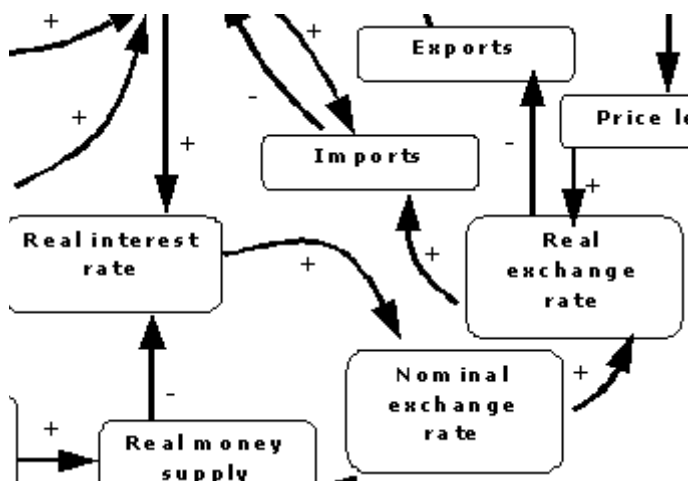 +
+
Exports
+
-
-
Price le
+
Imports
+
Real interest
rate
+
+
Real
exchange
rate
-
Nominal
exchange
rate
+
+
Real money
supply